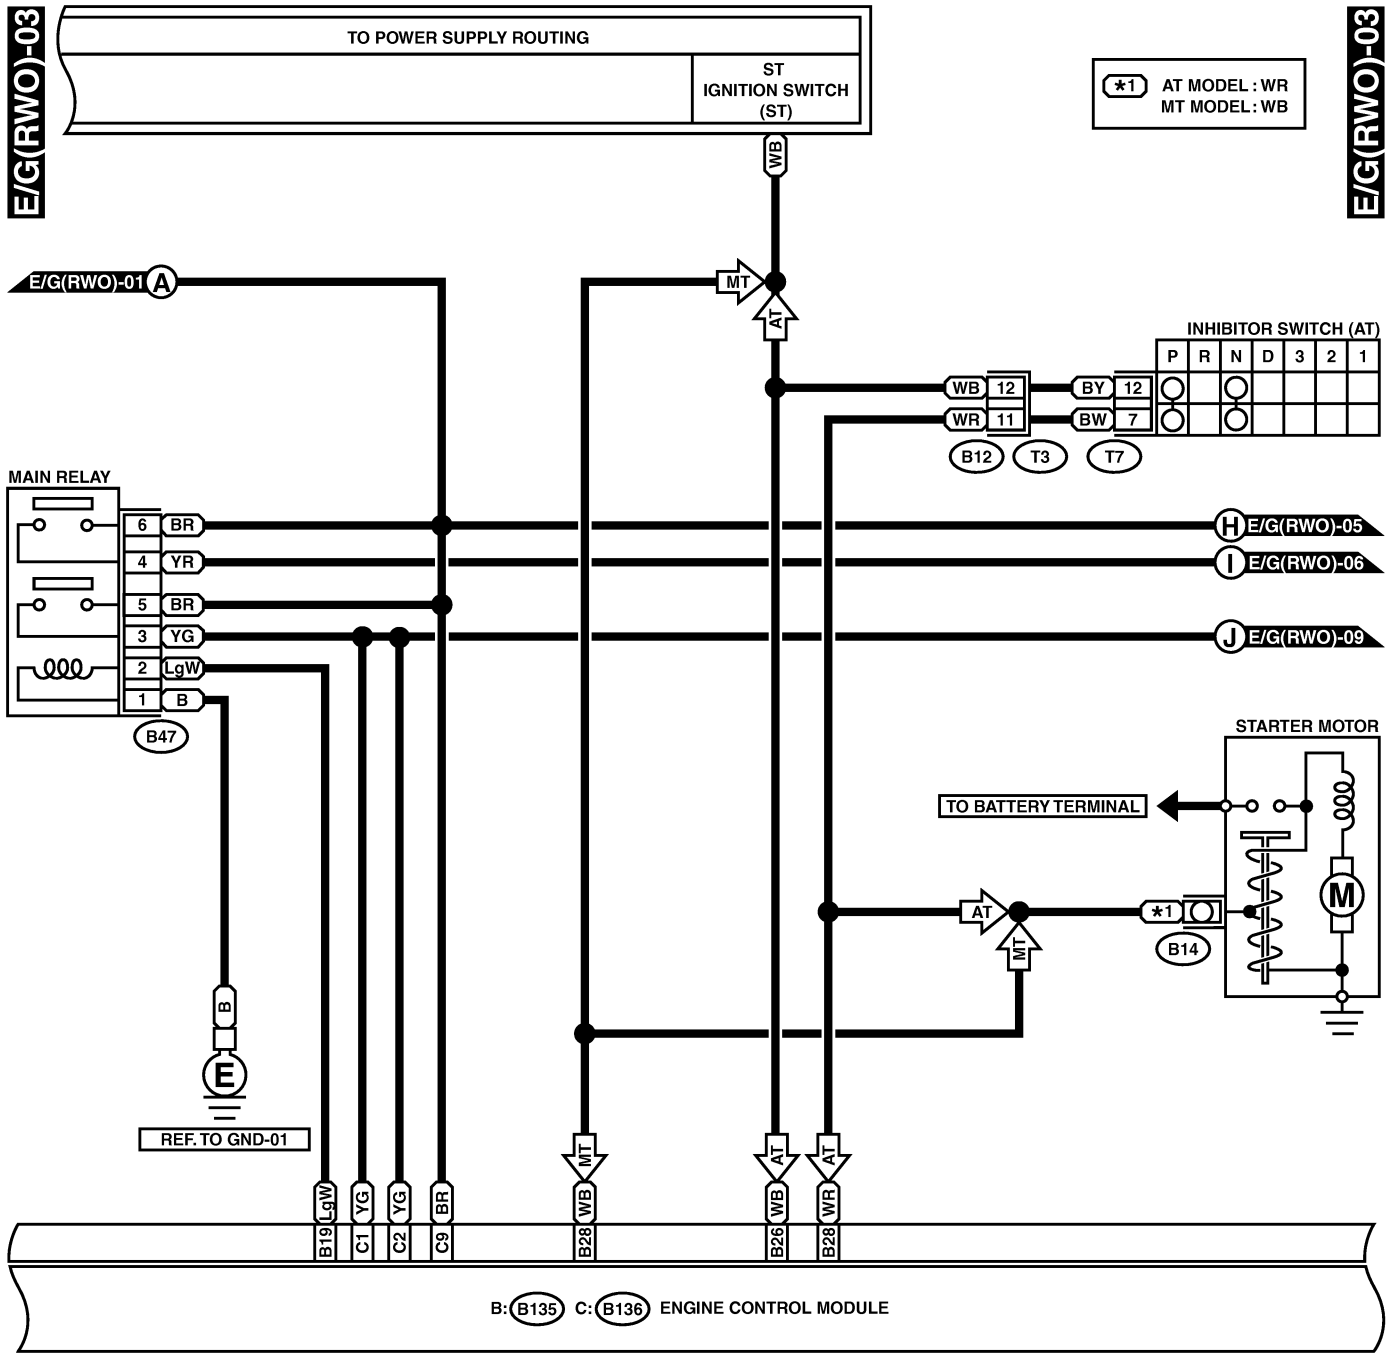 E/G(RWO)-03
E/G(RWO)-03
TO POWER SUPPLY ROUTING
ST
IGNITION SWITCH
(ST)
*1 AT MODEL : WR
MT MODEL : WB
WB
E/G(RWO)-01 A
MT
AT
INHIBITOR SWITCH (AT)
P R N D 3 2 1
WB 12 BY 12
WR 11 BW 7
B12 T3 T7
MAIN RELAY
6 BR
H E/G(RWO)-05
4 YR
I E/G(RWO)-06
5 BR
3 YG
J E/G(RWO)-09
2 LgW
1 B
B47
STARTER MOTOR
TO BATTERY TERMINAL
M
AT
*1
MT
B14
B
E
REF. TO GND-01
MT AT AT
LgW YG YG BR WB WB WR
B19 C1 C2 C9 B28 B26 B28
B: B135 C: B136 ENGINE CONTROL MODULE